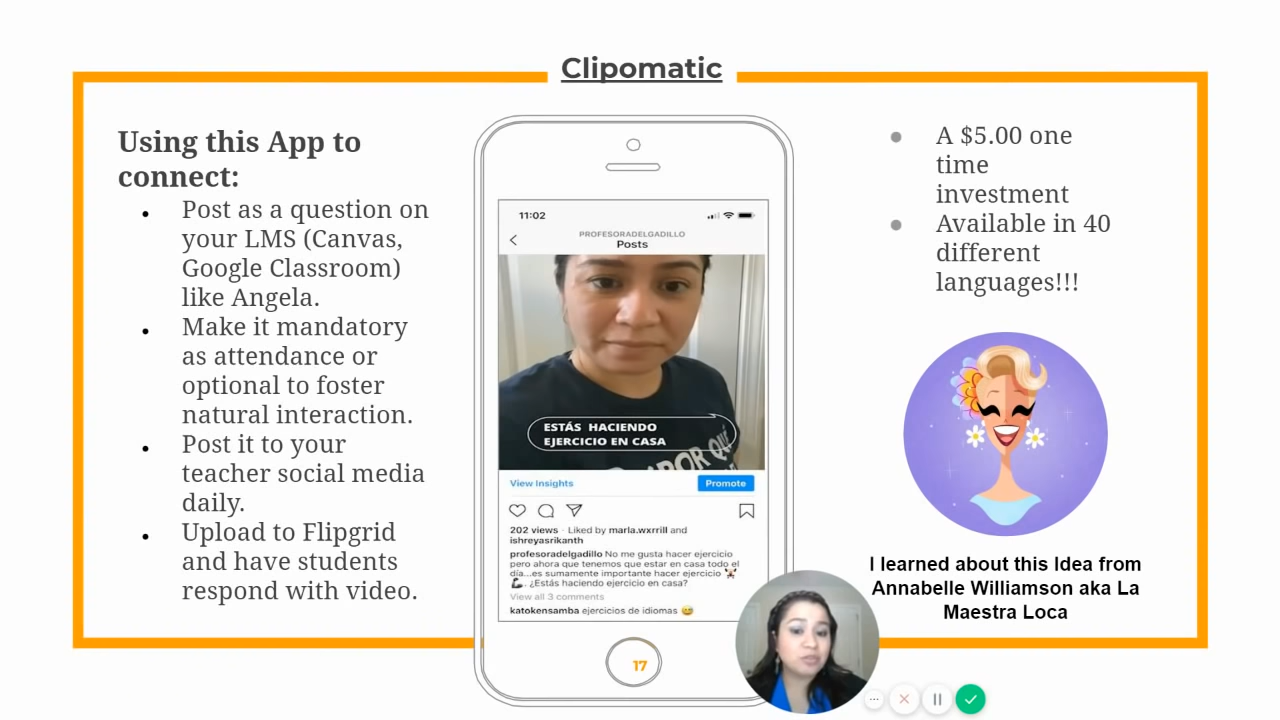 Clipomatic
Using this App to
connect:
Post as a question on
your LMS (Canvas,
Google Classroom)
like Angela.
Make it mandatory
as attendance or
optional to foster
natural interaction.
Post it to your
teacher social media
daily.
Upload to Flipgrid
and have students
respond with video.
11:02
PROFESORADELGADILLO
Posts
ESTÁS HACIENDO
EJERCICIO EN CASA
POR QU
View Insights
Promote
202 views · Liked by marla.wxrrill and
ishreyasrikanth
profesoradelgadillo No me gusta hacer ejercicio
pero ahora que tenemos que estar en casa todo el
día...es sumamente importante hacer ejercicio
. ¿Estás haciendo ejercicio en casa?
View all 3 comments
katokensamba ejercicios de idiomas 😅
17
A $5.00 one
time
investment
Available in 40
different
languages!!!
I learned about this Idea from
Annabelle Williamson aka La
Maestra Loca